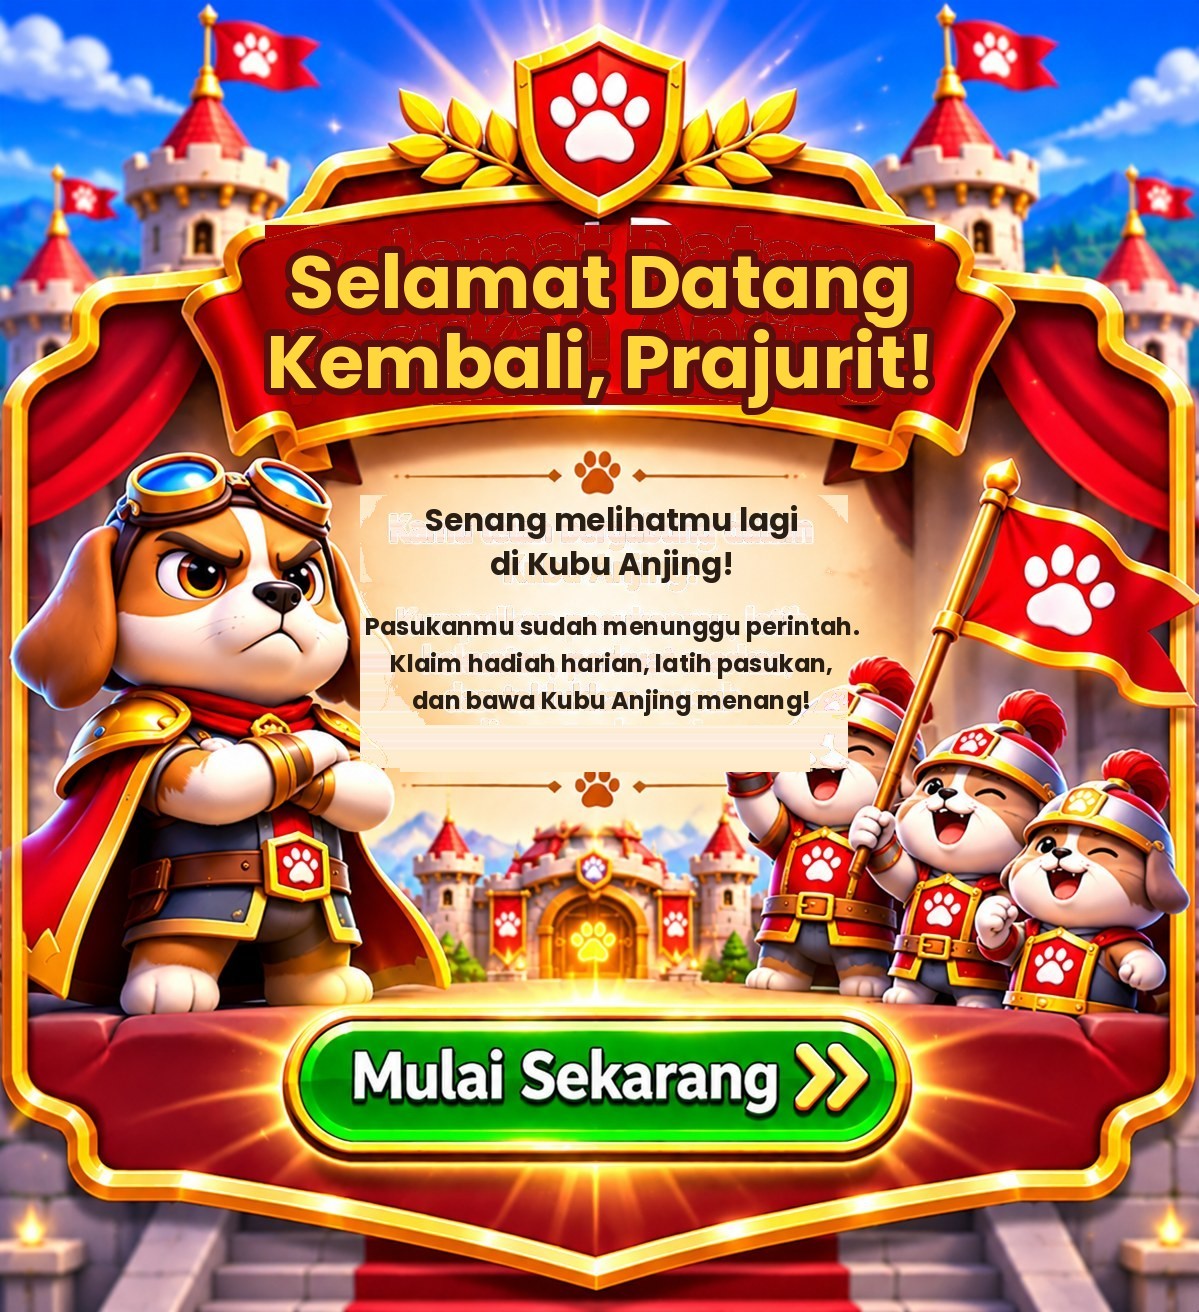 Selamat Datang
Kembali, Prajurit!
Senang melihatmu lagi
di Kubu Anjing!
Pasukanmu sudah menunggu perintah.
Klaim hadiah harian, latih pasukan,
dan bawa Kubu Anjing menang!
Mulai Sekarang